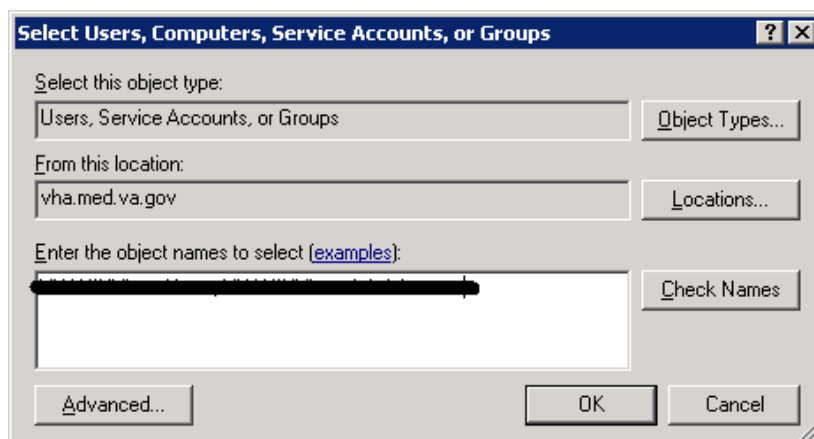 Select Users, Computers, Service Accounts, or Groups
Select this object type:
Users, Service Accounts, or Groups
Object Types...
From this location:
vha.med.va.gov
Locations...
Enter the object names to select (examples):
Check Names
Advanced...
OK
Cancel